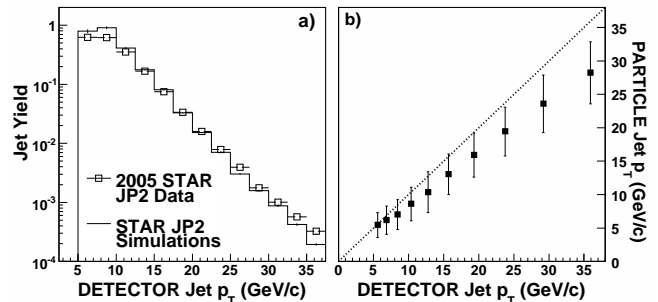 a)
Jet Yield
1
10^-1
10^-2
10^-3
10^-4
2005 STAR
JP2 Data
STAR JP2
Simulations
0 5 10 15 20 25 30 35
DETECTOR Jet p_T (GeV/c)
b)
PARTICLE Jet p_T (GeV/c)
35
30
25
20
15
10
5
0
0 5 10 15 20 25 30 35
DETECTOR Jet p_T (GeV/c)